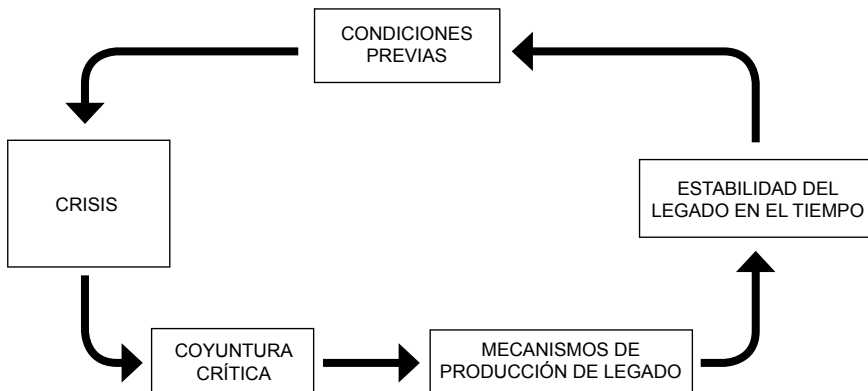 CONDICIONES
PREVIAS
CRISIS
ESTABILIDAD DEL
LEGADO EN EL TIEMPO
COYUNTURA
CRÍTICA
MECANISMOS DE
PRODUCCIÓN DE LEGADO